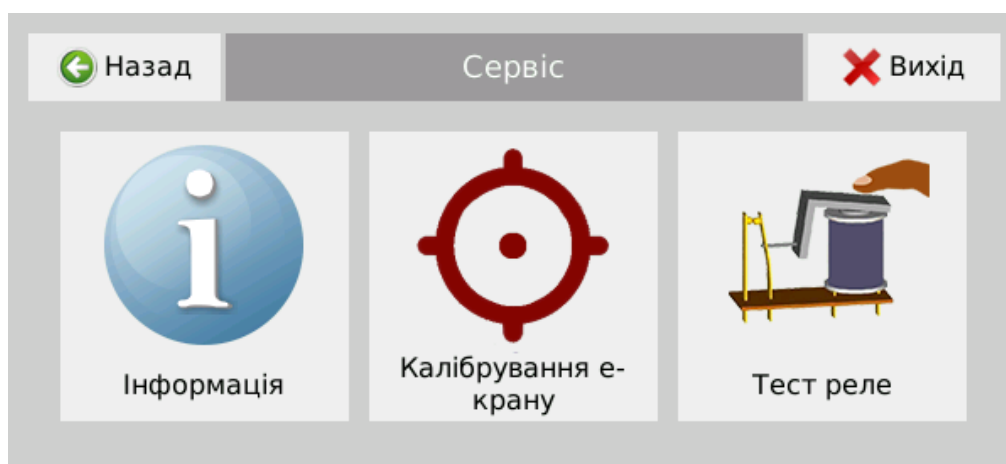 Назад
Сервіс
Вихід
Інформація
Калібрування е-
крану
Тест реле